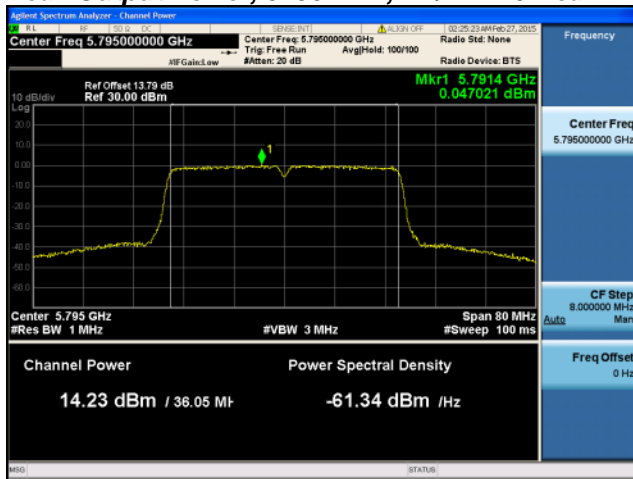 Agilent Spectrum Analyzer - Channel Power
RL RF 50 Ω DC SENSE:INT ALIGN OFF 02:25:23 AM Feb 27, 2015
Center Freq 5.795000000 GHz Center Freq: 5.795000000 GHz Radio Std: None Frequency
Trig: Free Run Avg|Hold: 100/100
#IFGain:Low #Atten: 20 dB Radio Device: BTS
Mkr1 5.7914 GHz
Ref Offset 13.79 dB
10 dB/div Ref 30.00 dBm 0.047021 dBm
Log
20.0
Center Freq
5.795000000 GHz
10.0
1
0.00
-10.0
-20.0
-30.0
-40.0
-50.0
-60.0
CF Step
8.000000 MHz
Auto Man
Center 5.795 GHz Span 80 MHz
#Res BW 1 MHz #VBW 3 MHz #Sweep 100 ms
Channel Power Power Spectral Density Freq Offset
0 Hz
14.23 dBm / 36.05 MH -61.34 dBm /Hz
MSG STATUS